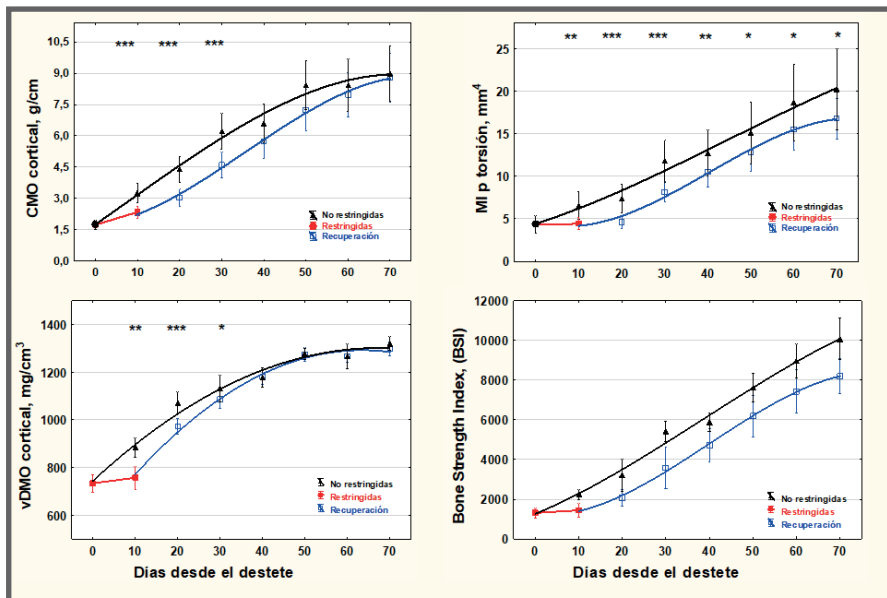 CMO cortical, g/cm
10,5
9,0
7,5
6,0
4,5
3,0
1,5
0,0
*** *** ***
No restringidas
Restringidas
Recuperación
0 10 20 30 40 50 60 70
MI p torsión, mm⁴
25
20
15
10
5
0
** *** *** ** * * *
No restringidas
Restringidas
Recuperación
0 10 20 30 40 50 60 70
vDMO cortical, mg/cm³
1400
1200
1000
800
600
** *** *
No restringidas
Restringidas
Recuperación
0 10 20 30 40 50 60 70
Días desde el destete
Bone Strength Index, (BSI)
12000
10000
8000
6000
4000
2000
0
No restringidas
Restringidas
Recuperación
0 10 20 30 40 50 60 70
Días desde el destete